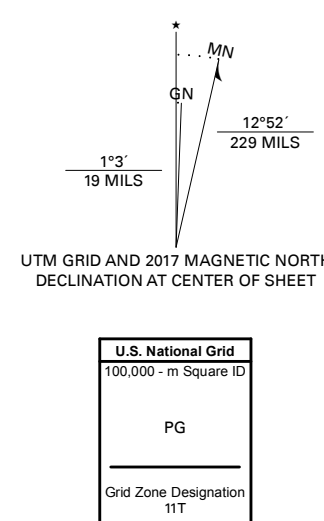 ★
MN
GN
12°52´
229 MILS
1°3´
19 MILS
UTM GRID AND 2017 MAGNETIC NORTH
DECLINATION AT CENTER OF SHEET
U.S. National Grid
100,000 - m Square ID
PG
Grid Zone Designation
11T